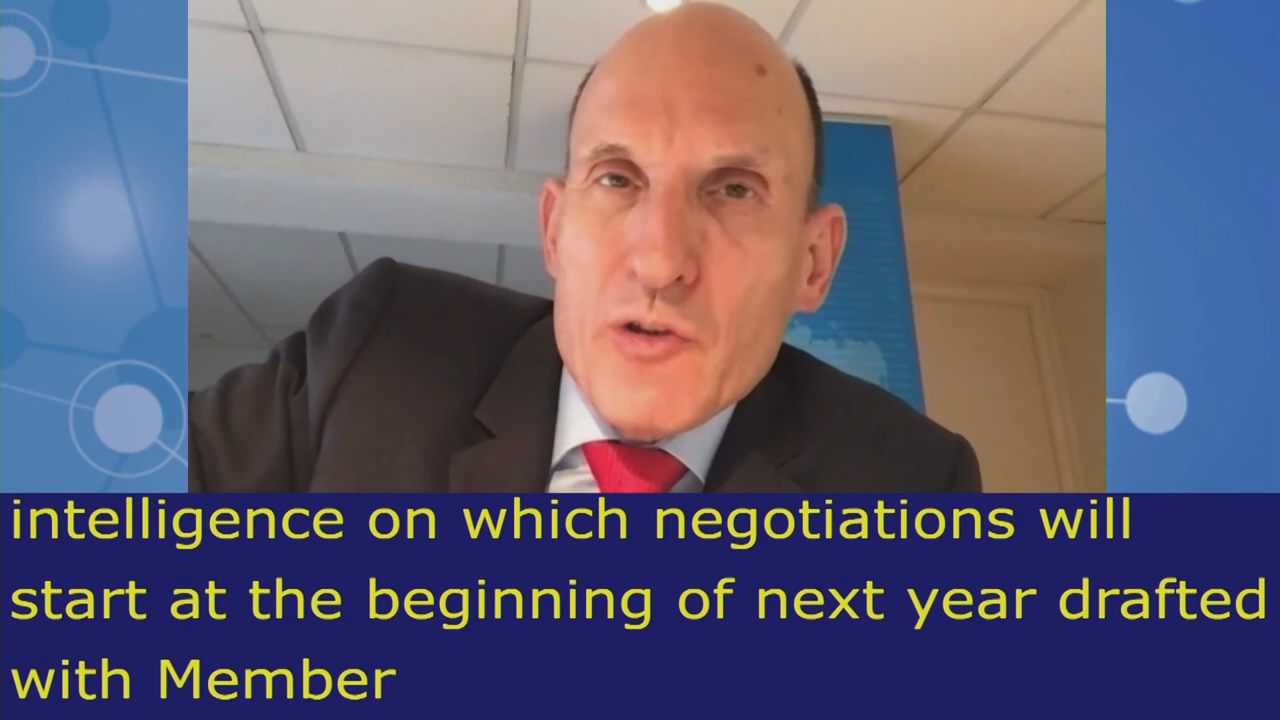 intelligence on which negotiations will
start at the beginning of next year drafted
with Member